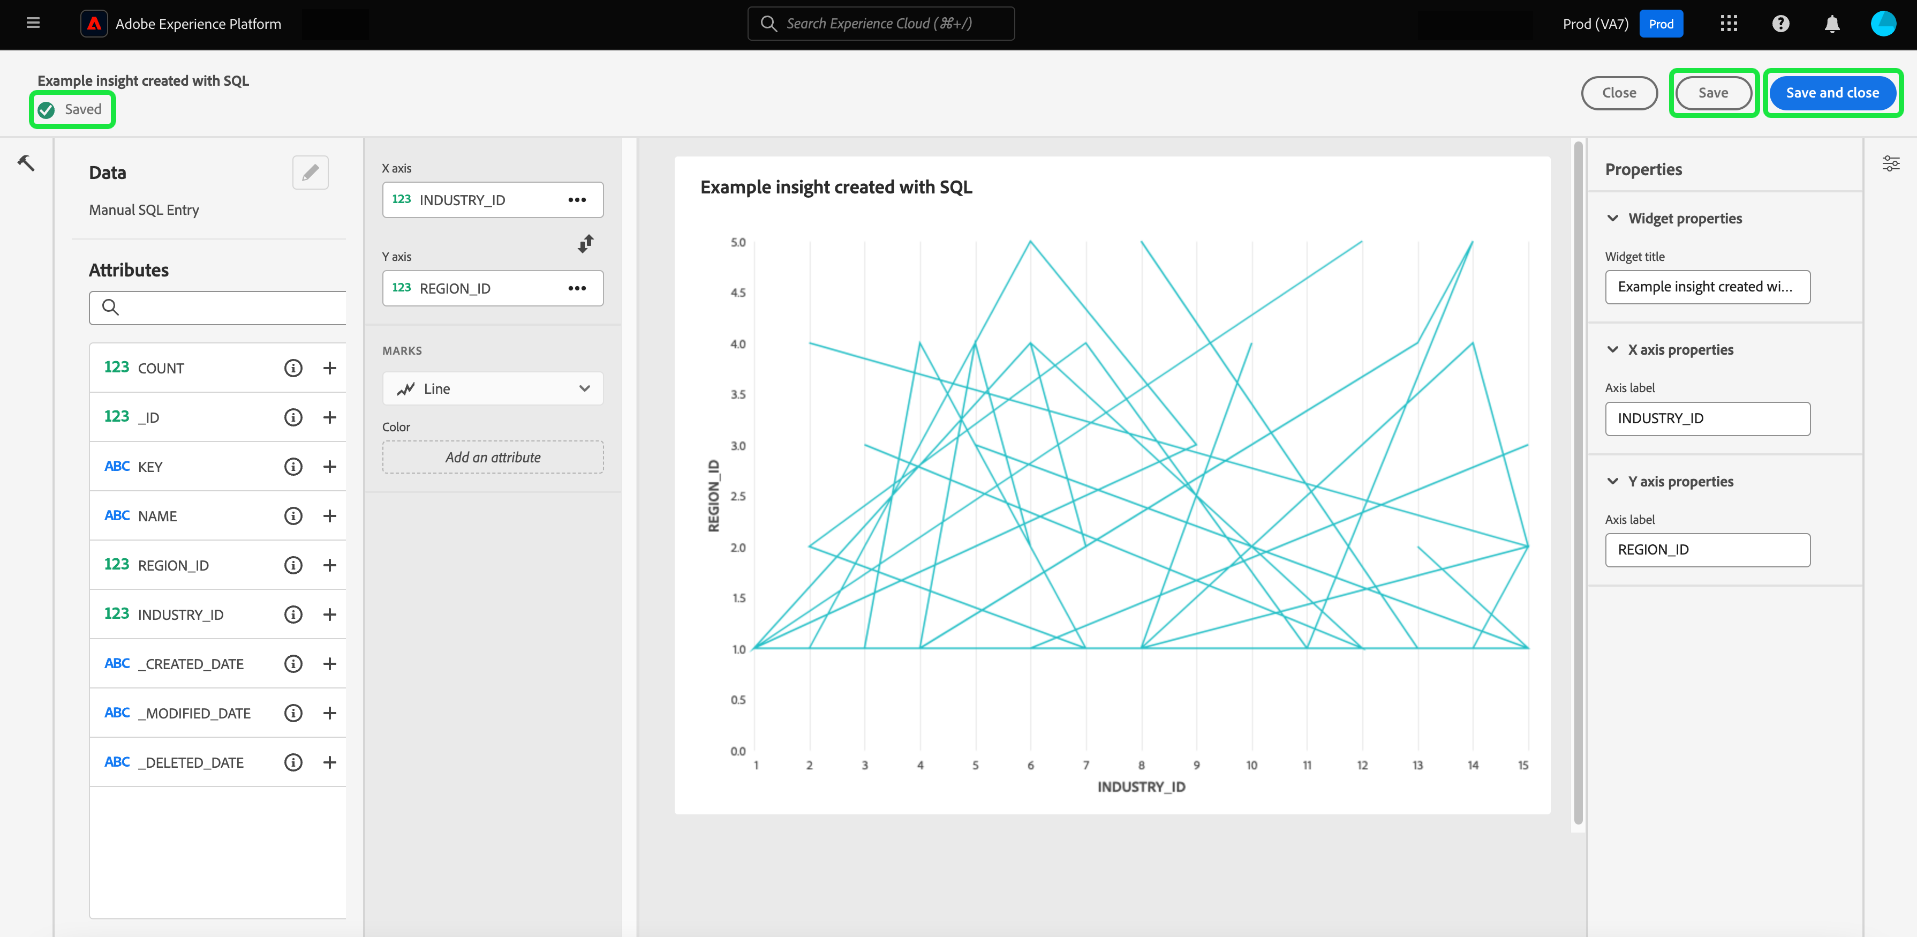 Adobe Experience Platform
Search Experience Cloud (⌘+/)
Prod (VA7)
Prod
Example insight created with SQL
Saved
Close
Save
Save and close
Data
Manual SQL Entry
Attributes
123 COUNT
123 _ID
ABC KEY
ABC NAME
123 REGION_ID
123 INDUSTRY_ID
ABC _CREATED_DATE
ABC _MODIFIED_DATE
ABC _DELETED_DATE
X axis
123 INDUSTRY_ID
Y axis
123 REGION_ID
MARKS
Line
Color
Add an attribute
Example insight created with SQL
5.0
4.5
4.0
3.5
3.0
2.5
2.0
1.5
1.0
0.5
0.0
REGION_ID
1 2 3 4 5 6 7 8 9 10 11 12 13 14 15
INDUSTRY_ID
Properties
Widget properties
Widget title
Example insight created wi...
X axis properties
Axis label
INDUSTRY_ID
Y axis properties
Axis label
REGION_ID